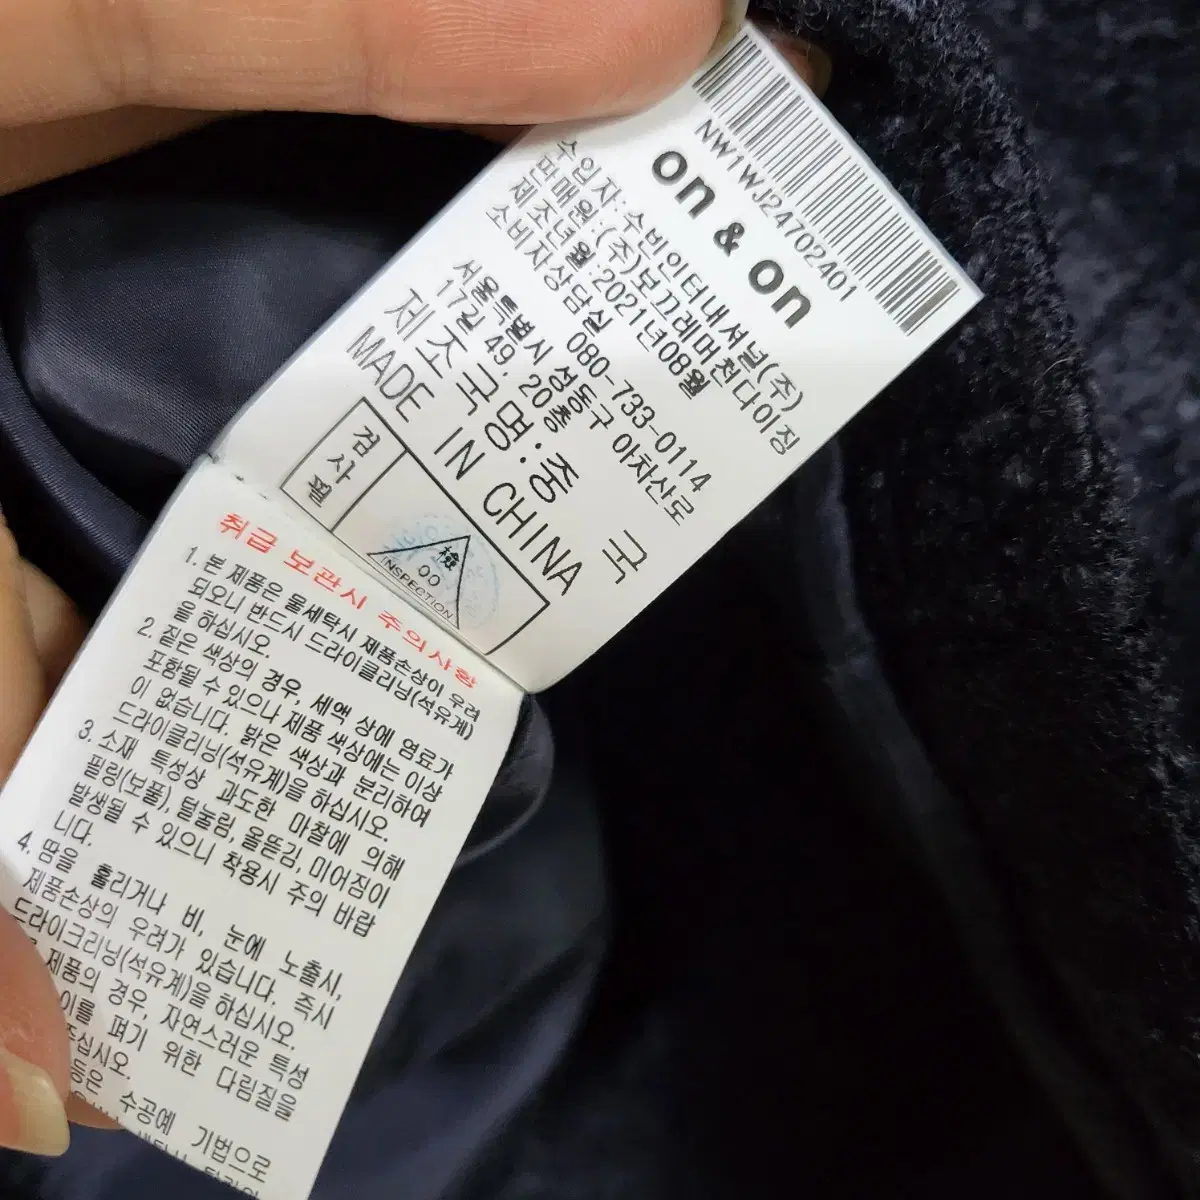 NW1WJ24702401
on & on
수입자:수빈인터내셔널(주)
판매원:(주)보끄레머천다이징
제조년월:2021년08월
소비자상담실 080-733-0114
서울특별시 성동구 아차산로
17길 49, 20층
제조국명:중 국
MADE IN CHINA
검사필
檢
00
INSPECTION
취급 보관시 주의사항
1. 본 제품은 물세탁시 제품손상이 우려
되오니 반드시 드라이클리닝(석유계)
을 하십시오.
2. 짙은 색상의 경우, 세액 상에 염료가
포함될 수 있으나 제품 색상에는 이상
이 없습니다. 밝은 색상과 분리하여
드라이클리닝(석유계)을 하십시오.
3. 소재 특성상 과도한 마찰에 의해
필링(보풀), 털눌림, 올뜯김, 미어짐이
발생될 수 있으니 착용시 주의 바랍
니다.
4. 땀을 흘리거나 비, 눈에 노출시,
제품손상의 우려가 있습니다. 즉시
드라이크리닝(석유계)을 하십시오.
제품의 경우, 자연스러운 특성
이를 펴기 위한 다림질을
주십시오.
등은 수공예 기법으로